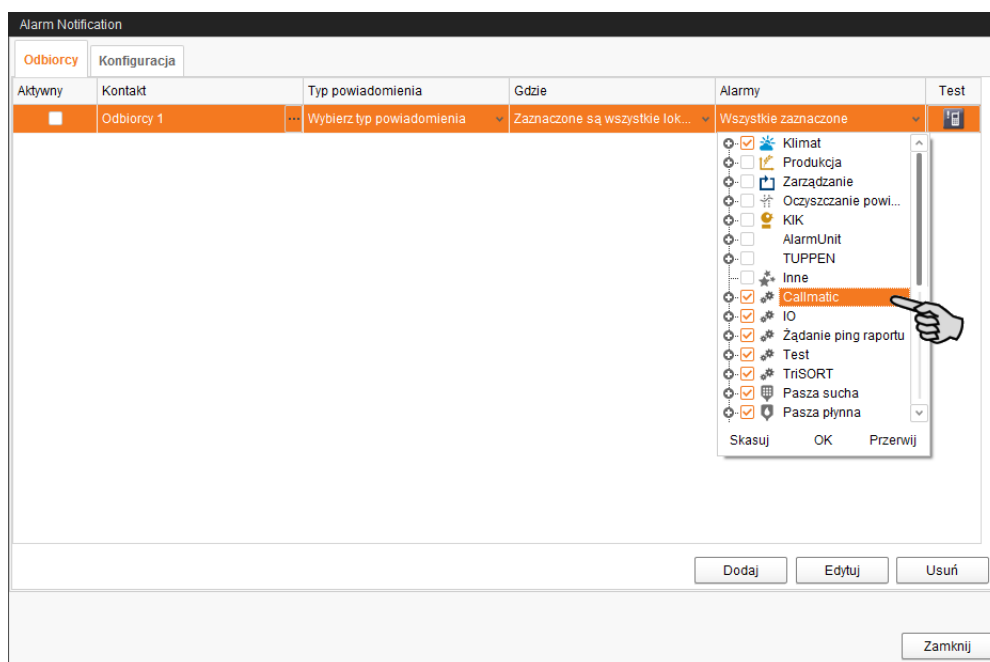 Alarm Notification
Odbiorcy Konfiguracja
Aktywny Kontakt Typ powiadomienia Gdzie Alarmy Test
Odbiorcy 1 ... Wybierz typ powiadomienia Zaznaczone są wszystkie lok... Wszystkie zaznaczone
Klimat
Produkcja
Zarządzanie
Oczyszczanie powi...
KIK
AlarmUnit
TUPPEN
Inne
Callmatic
IO
Żądanie ping raportu
Test
TriSORT
Pasza sucha
Pasza płynna
Skasuj OK Przerwij
Dodaj Edytuj Usuń
Zamknij